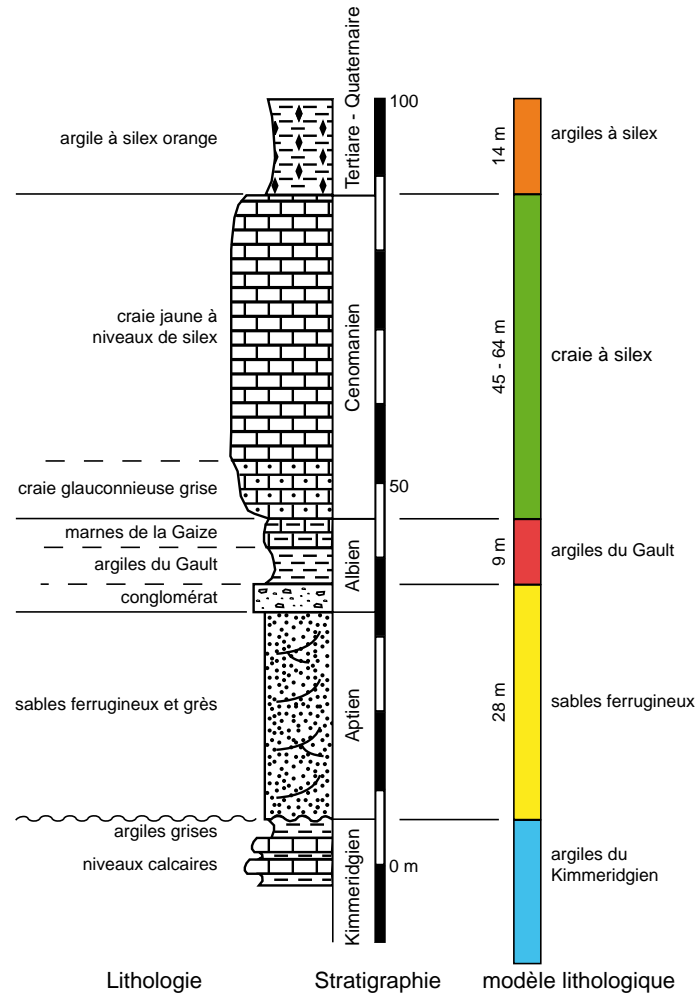 Tertiaire - Quaternaire
100
argile à silex orange
14 m
argiles à silex
craie jaune à
niveaux de silex
Cenomanien
45 - 64 m
craie à silex
craie glauconnieuse grise
50
marnes de la Gaize
argiles du Gault
conglomérat
Albien
9 m
argiles du Gault
sables ferrugineux et grès
Aptien
28 m
sables ferrugineux
argiles grises
niveaux calcaires
Kimmeridgien
0 m
argiles du
Kimmeridgien
Lithologie
Stratigraphie
modèle lithologique